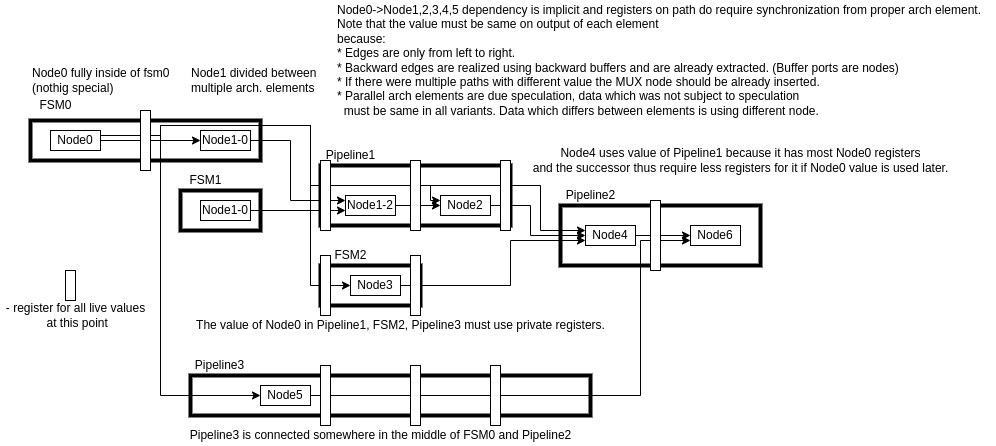 Node0->Node1,2,3,4,5 dependency is implicit and registers on path do require synchronization from proper arch element.
Note that the value must be same on output of each element
because:
* Edges are only from left to right.
* Backward edges are realized using backward buffers and are already extracted. (Buffer ports are nodes)
* If there were multiple paths with different value the MUX node should be already inserted.
* Parallel arch elements are due speculation, data which was not subject to speculation
must be same in all variants. Data which differs between elements is using different node.
Node0 fully inside of fsm0
(nothig special)
Node1 divided between
multiple arch. elements
FSM0
Node0
Node1-0
Pipeline1
Node4 uses value of Pipeline1 because it has most Node0 registers
and the successor thus require less registers for it if Node0 value is used later.
FSM1
Node1-0
Node1-2
Node2
Pipeline2
Node4
Node6
FSM2
Node3
- register for all live values
at this point
The value of Node0 in Pipeline1, FSM2, Pipeline3 must use private registers.
Pipeline3
Node5
Pipeline3 is connected somewhere in the middle of FSM0 and Pipeline2